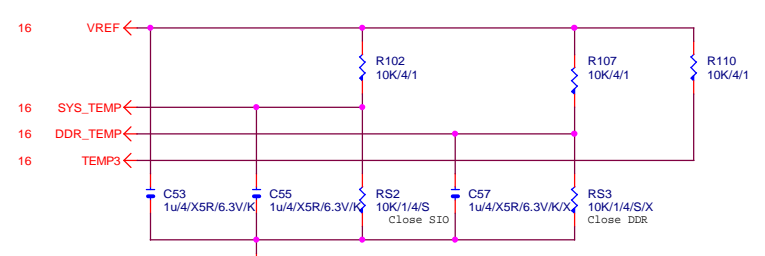 16 VREF
R102
10K/4/1
R107
10K/4/1
R110
10K/4/1
16 SYS_TEMP
16 DDR_TEMP
16 TEMP3
C53
1u/4/X5R/6.3V/K
C55
1u/4/X5R/6.3V/K
RS2
10K/1/4/S
Close SIO
C57
1u/4/X5R/6.3V/K/X
RS3
10K/1/4/S/X
Close DDR